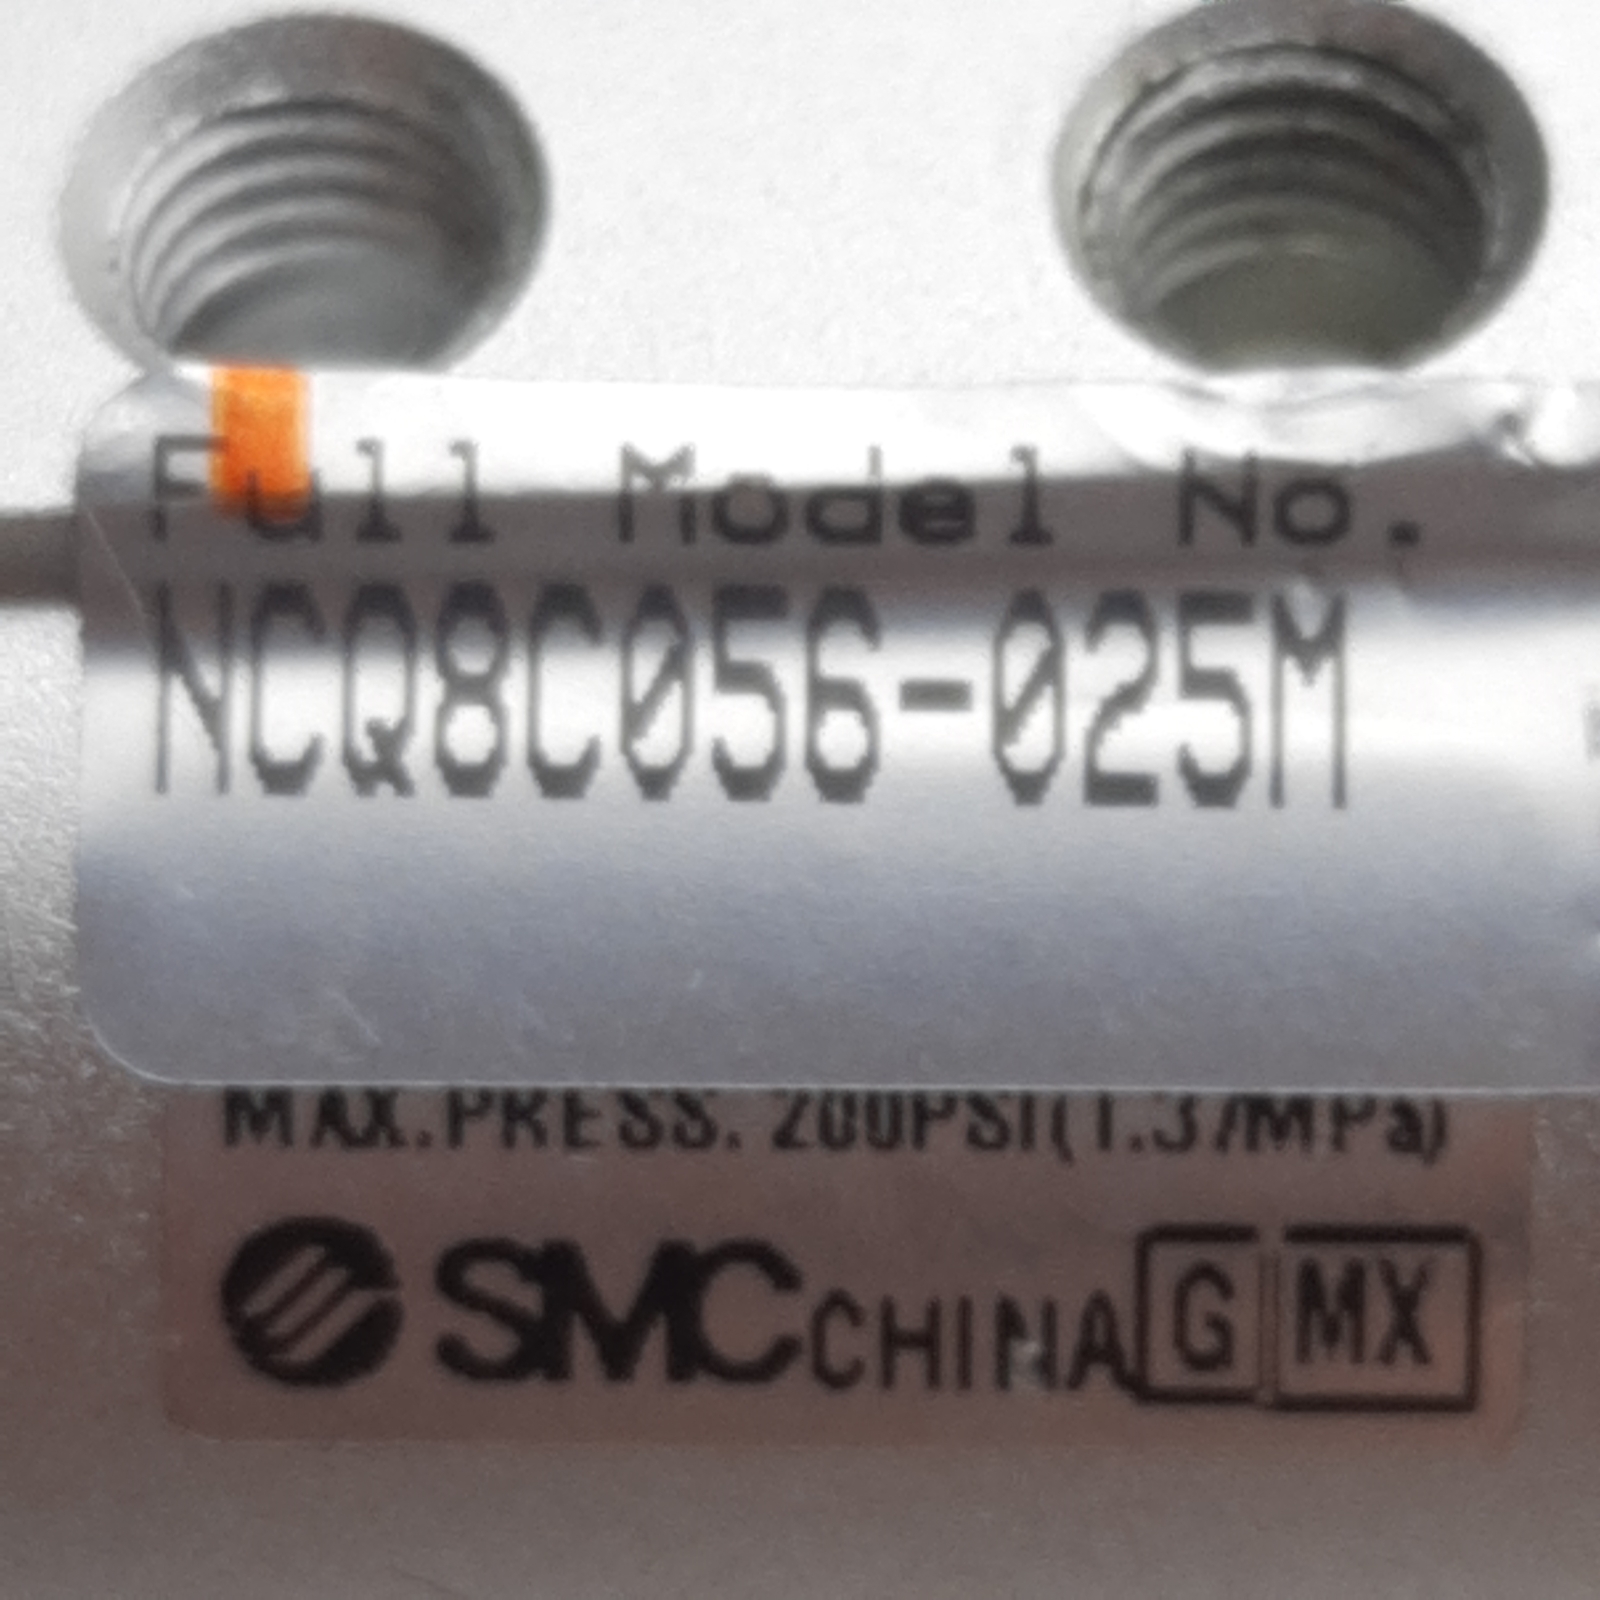 Full Model No.
NCQ8C056-025M
MAX.PRESS. 200PSI(1.37MPa)
SMC CHINA G MX